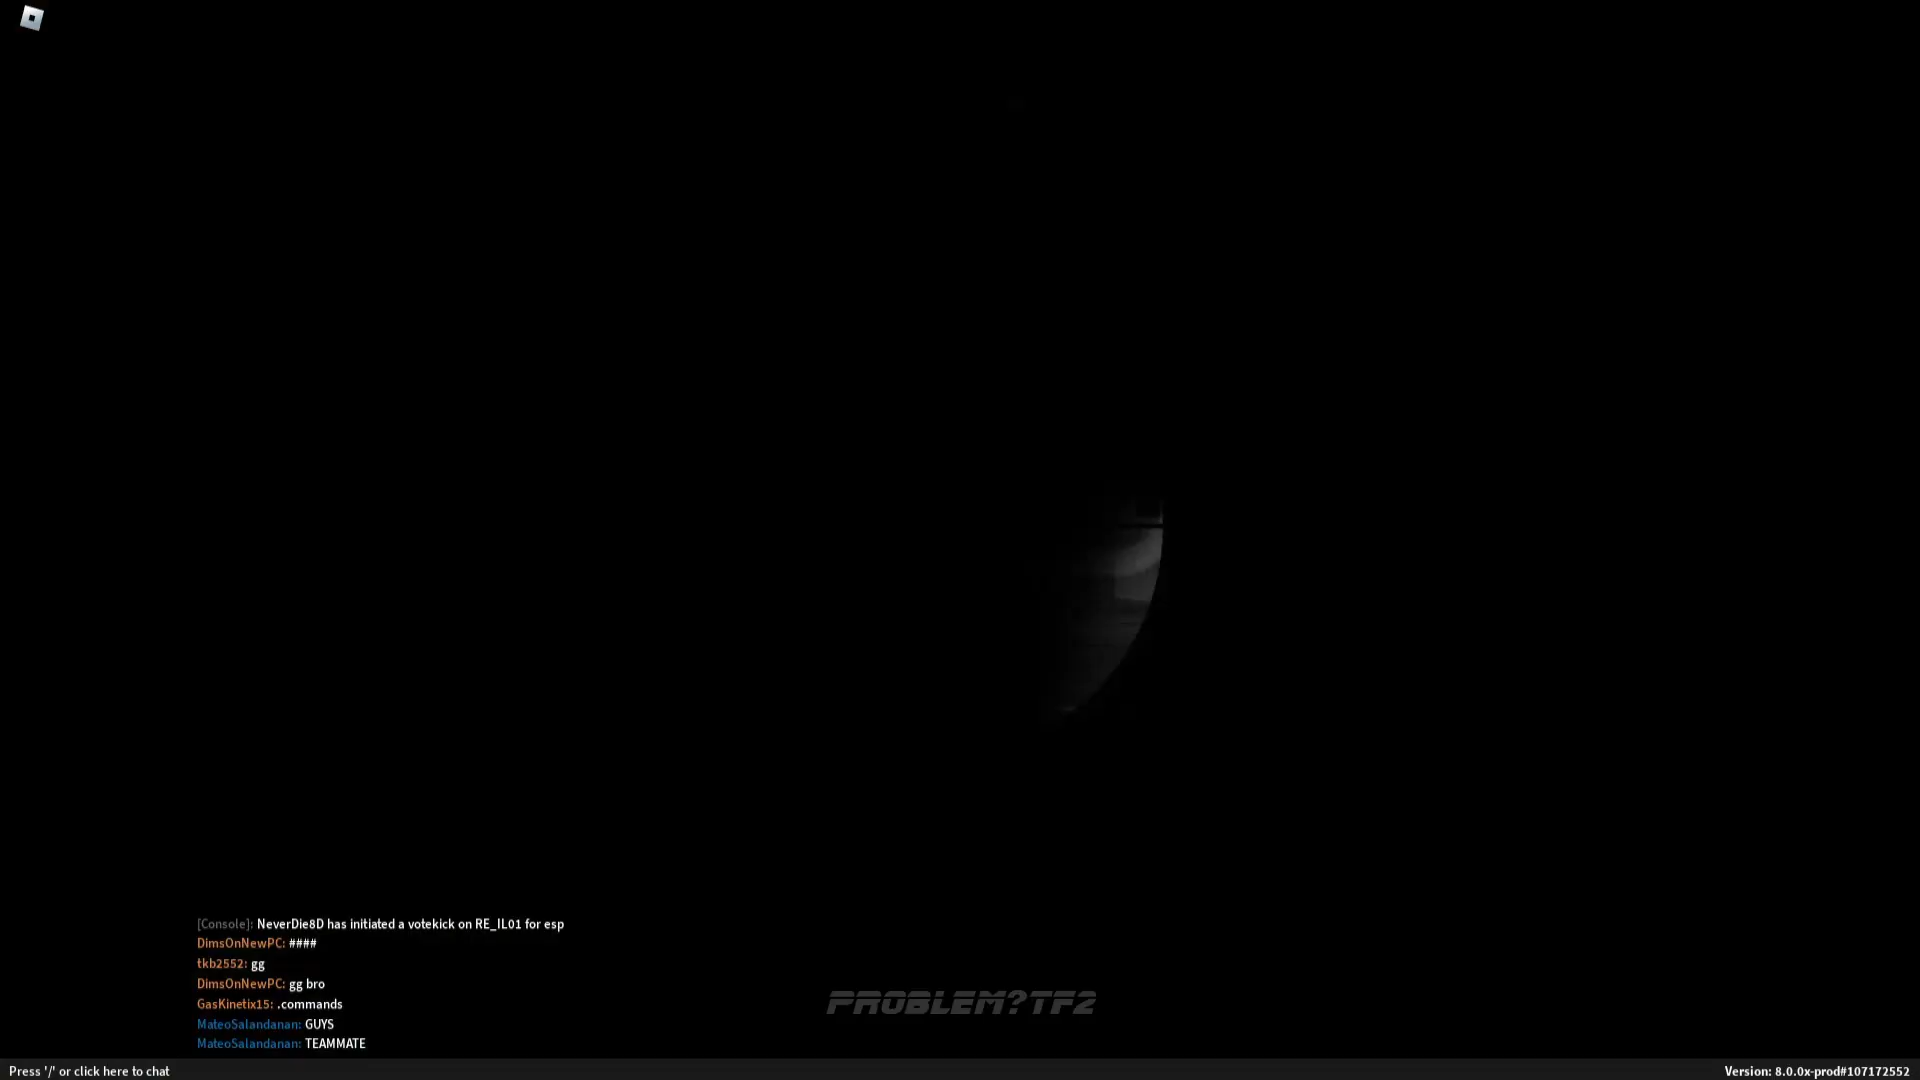 [Console]: NeverDie8D has initiated a votekick on RE_IL01 for esp
DimsOnNewPC: ####
tkb2552: gg
DimsOnNewPC: gg bro
GasKinetix15: .commands
MateoSalandanan: GUYS
MateoSalandanan: TEAMMATE
PROBLEM?TF2
Press '/' or click here to chat
Version: 8.0.0x-prod#107172552